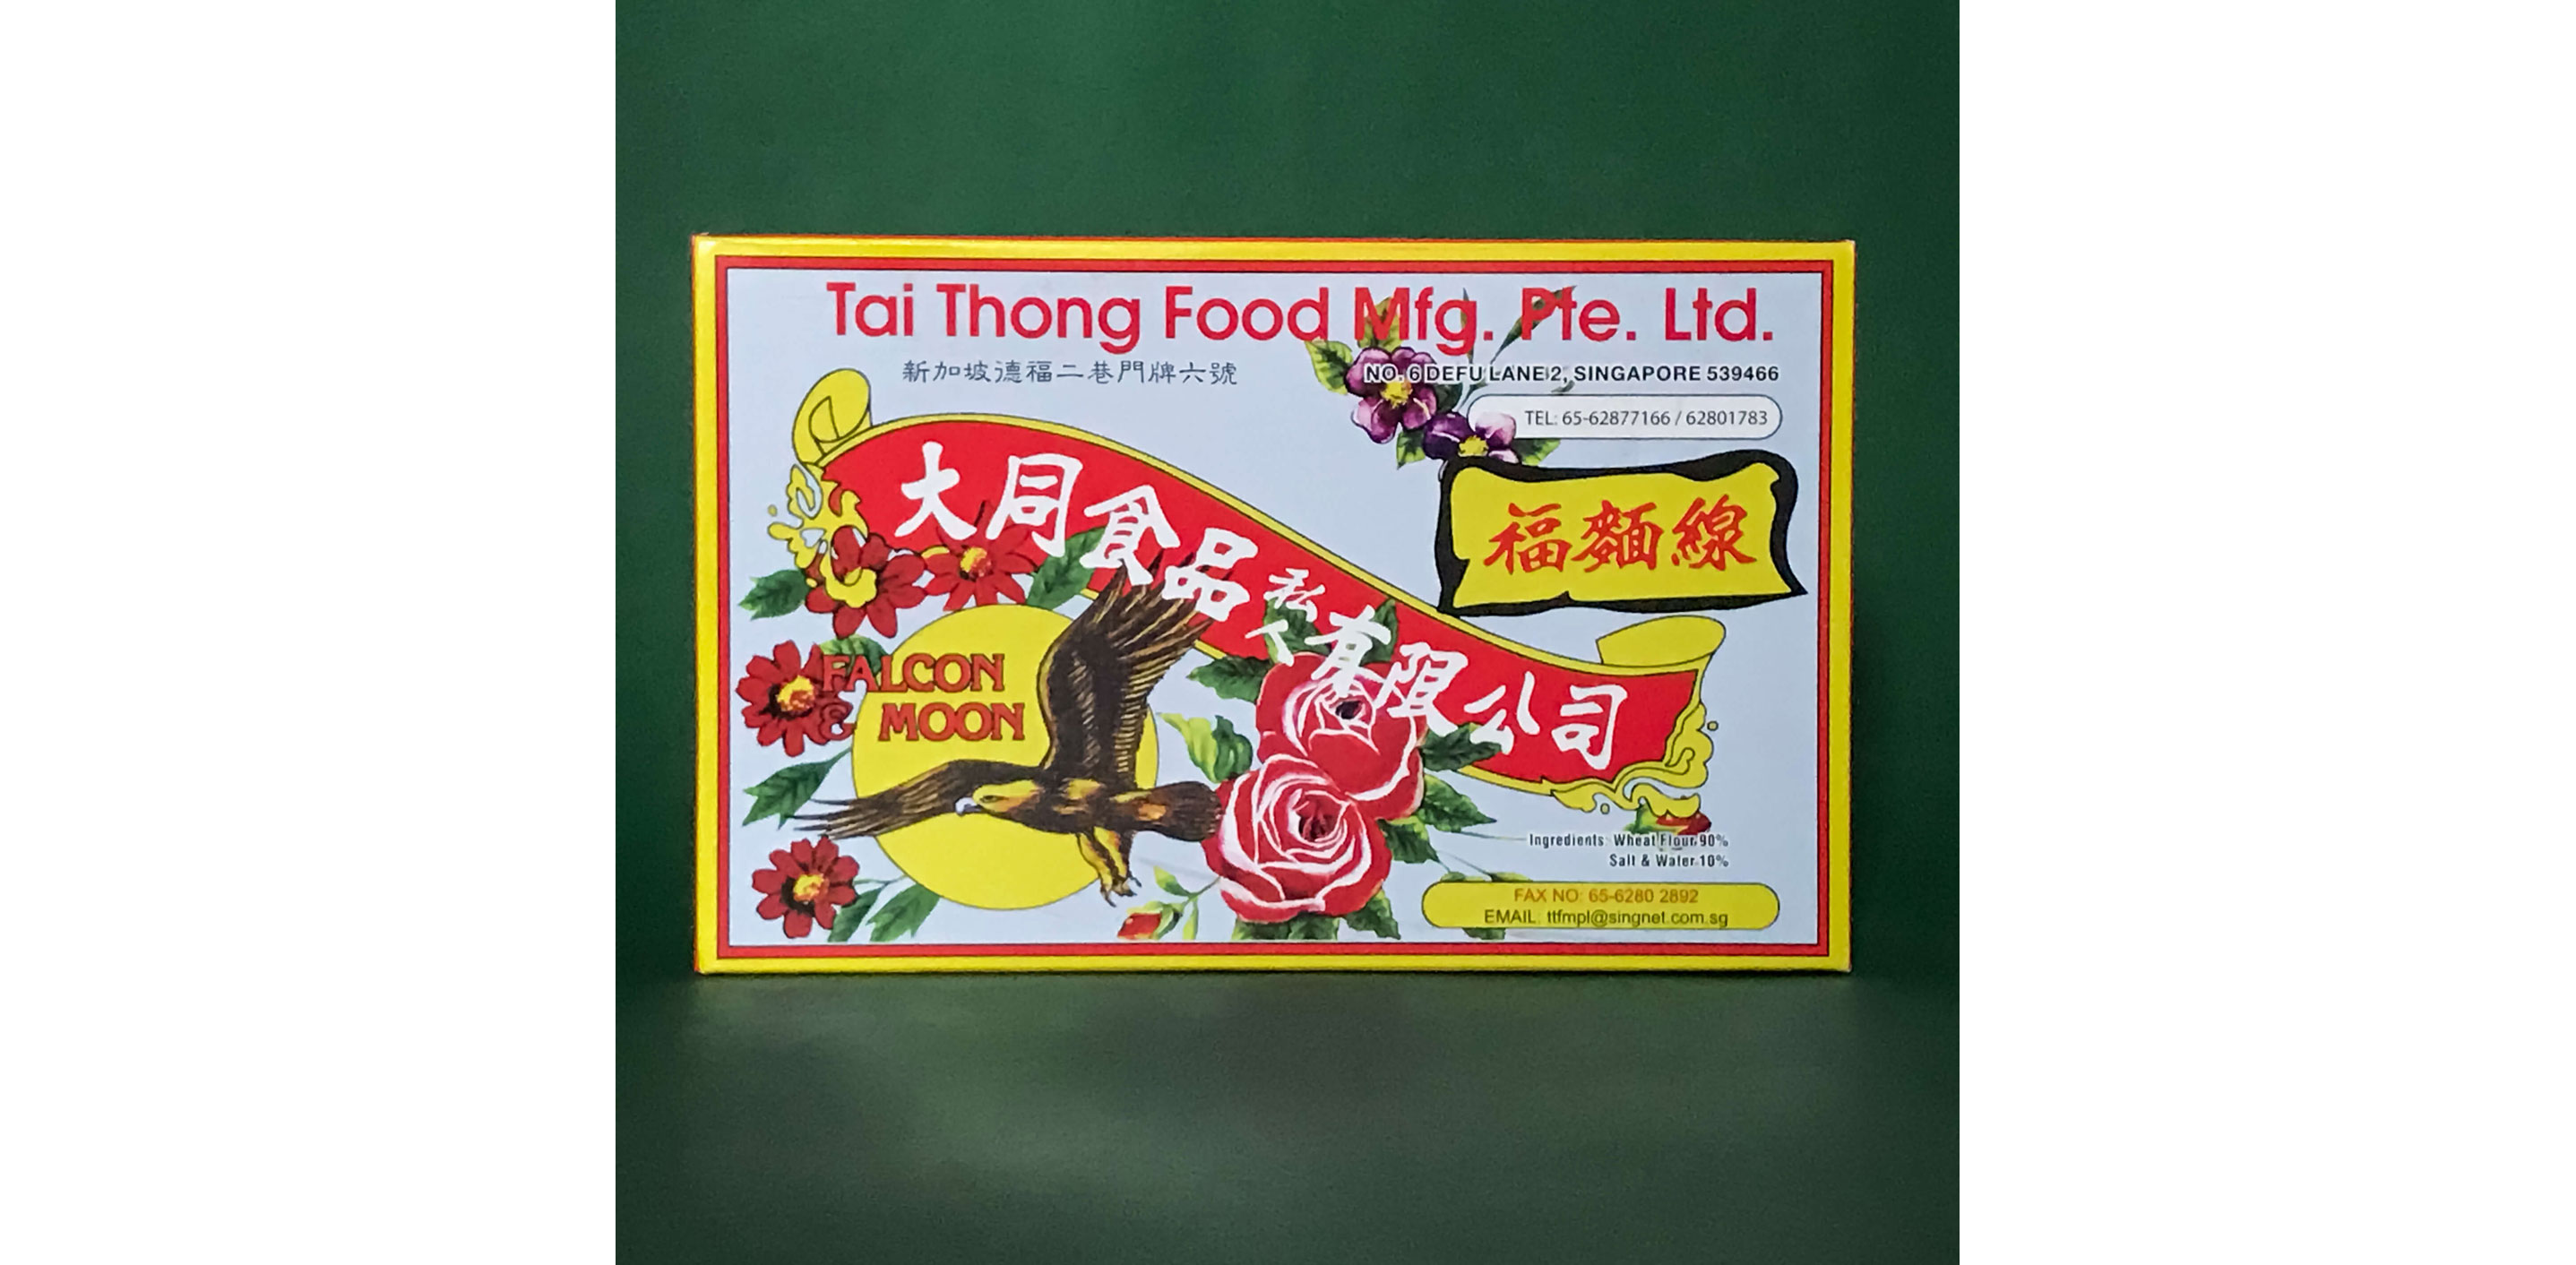 Tai Thong Food Mfg. Pte. Ltd.
新加坡德福二巷門牌六號
NO. 6 DEFU LANE 2, SINGAPORE 539466
TEL: 65-62877166 / 62801783
大同食品私人有限公司
福麵線
FALCON
& MOON
Ingredients: Wheat Flour 90%
Salt & Water 10%
FAX NO: 65-6280 2892
EMAIL: ttfmpl@singnet.com.sg